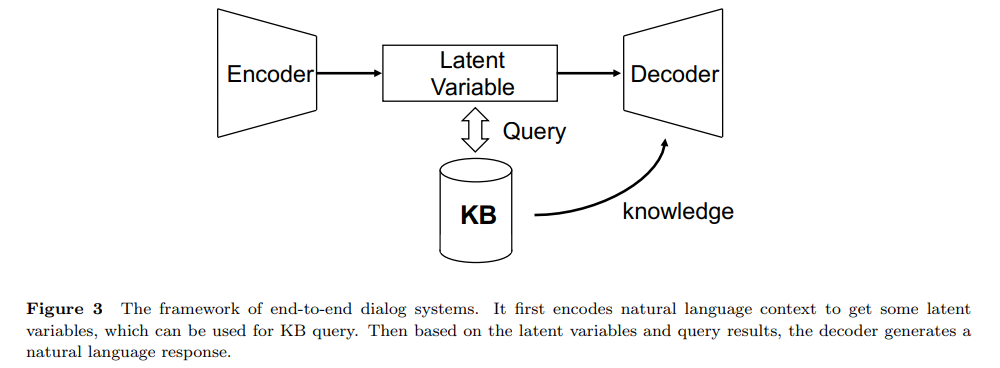 Encoder
Latent
Variable
Decoder
Query
KB
knowledge
Figure 3 The framework of end-to-end dialog systems. It first encodes natural language context to get some latent
variables, which can be used for KB query. Then based on the latent variables and query results, the decoder generates a
natural language response.